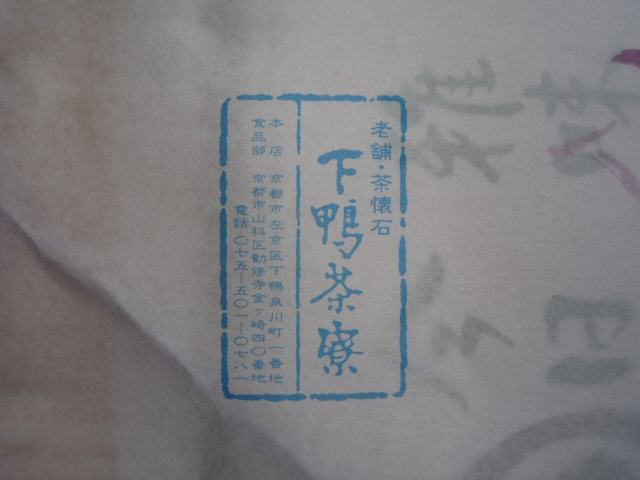 老舗・茶懐石
下鴨茶寮
本店 京都市左京区下鴨泉川町一番地
食品部 京都市山科区勧修寺金ヶ崎四〇番地
電話〇七五—五〇一—〇七八一